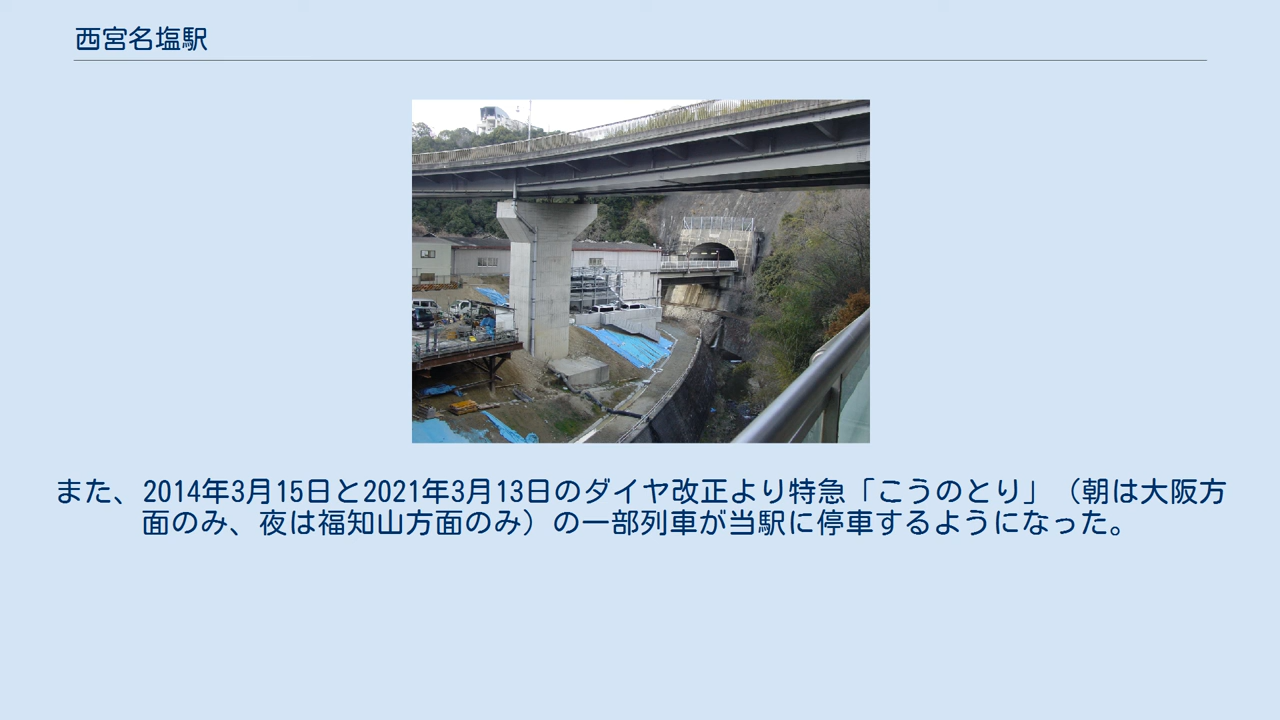 西宮名塩駅
また、2014年3月15日と2021年3月13日のダイヤ改正より特急「こうのとり」（朝は大阪方
面のみ、夜は福知山方面のみ）の一部列車が当駅に停車するようになった。